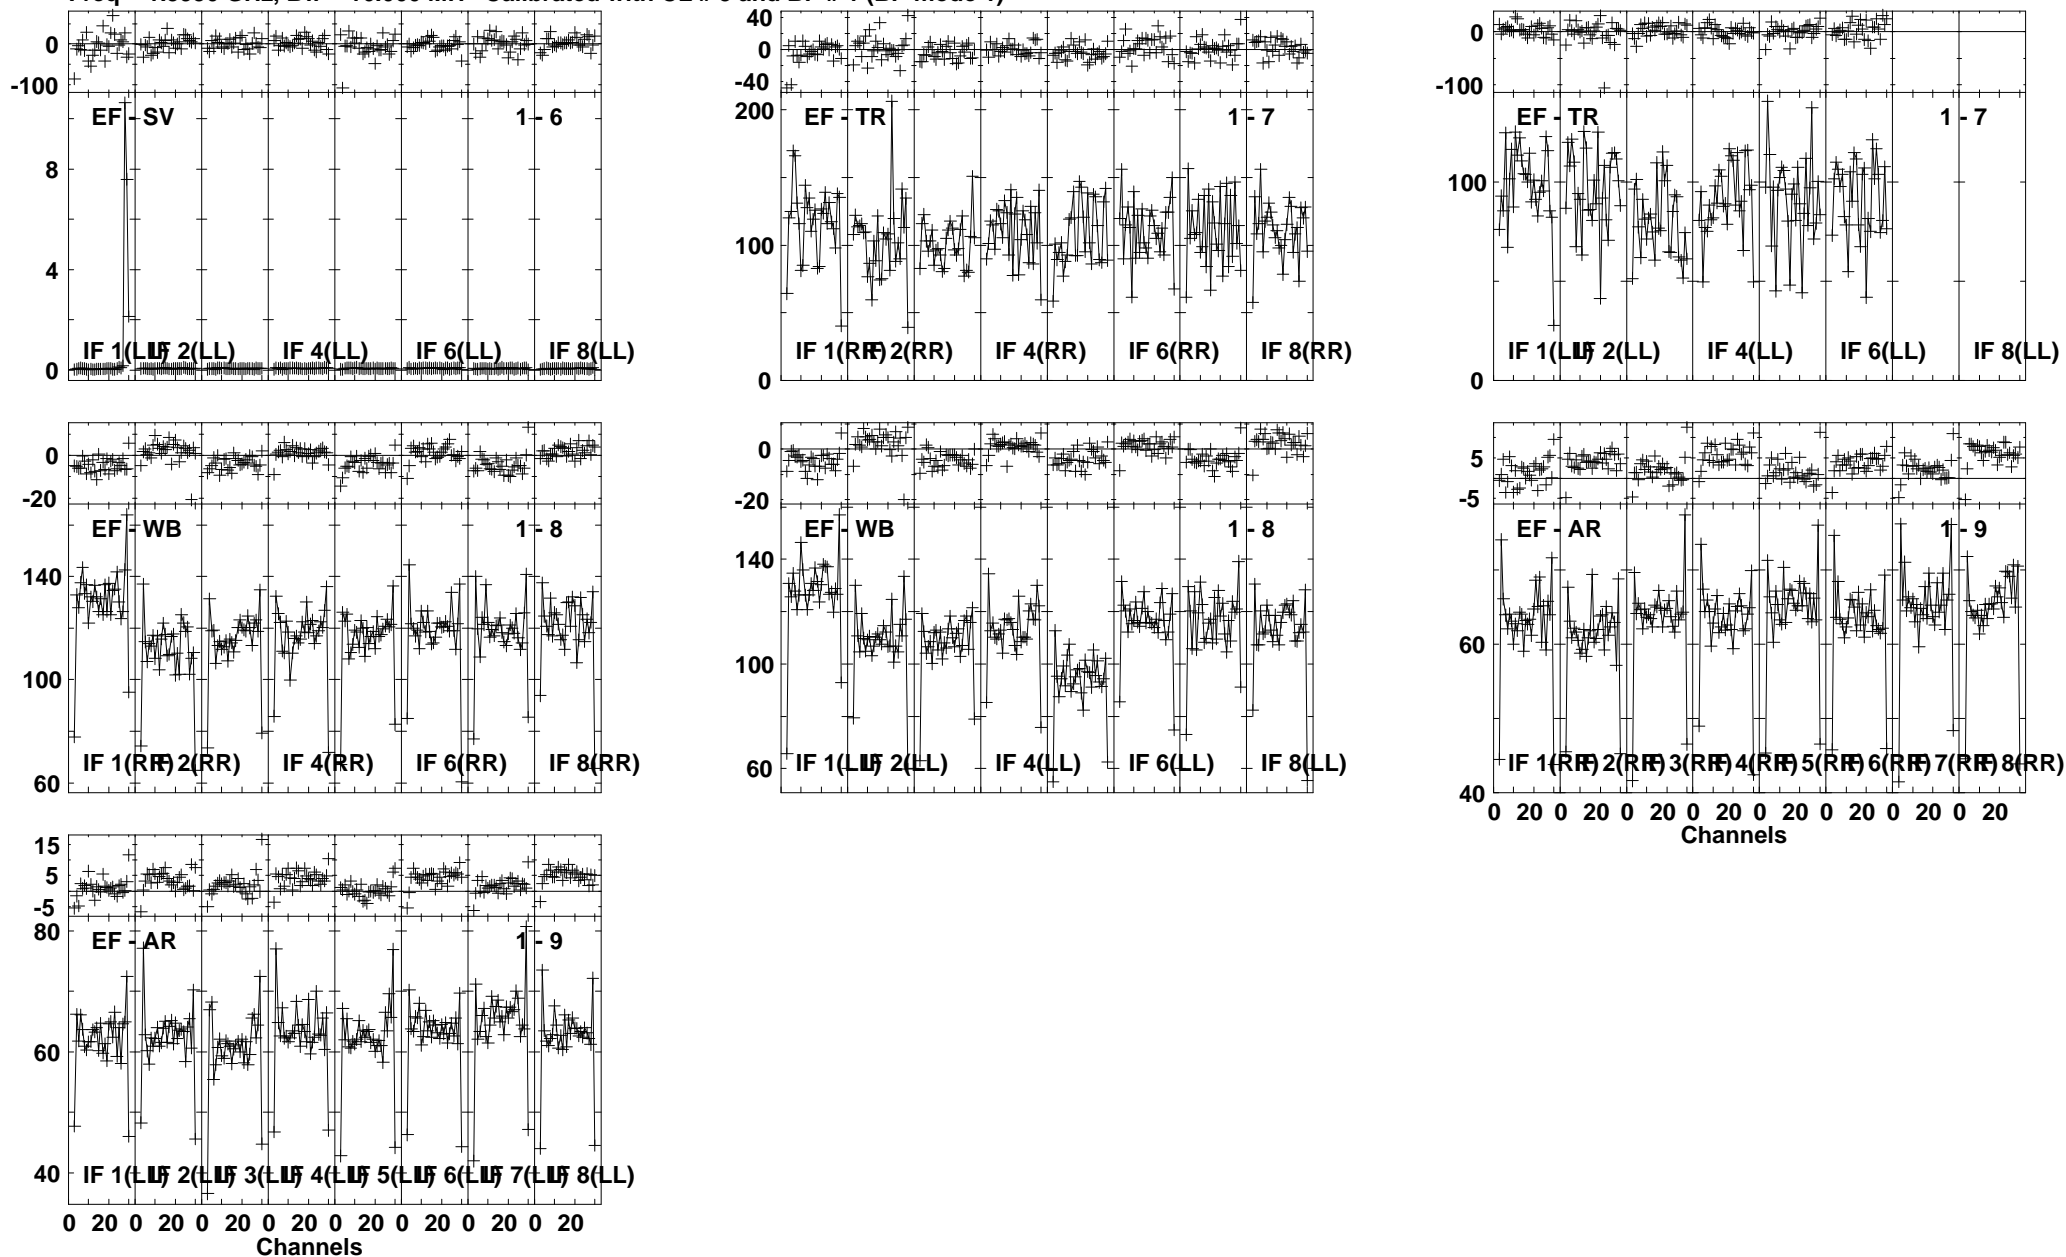 0
-100
EF - SV
1 - 6
8
4
0
IF 1(LL)
IF 2(LL)
IF 4(LL)
IF 6(LL)
IF 8(LL)
40
0
-40
200
EF - TR
1 - 7
100
0
IF 1(RR)
IF 2(RR)
IF 4(RR)
IF 6(RR)
IF 8(RR)
0
-100
EF - TR
1 - 7
100
0
IF 1(LL)
IF 2(LL)
IF 4(LL)
IF 6(LL)
IF 8(LL)
0
-20
EF - WB
1 - 8
140
100
60
IF 1(RR)
IF 2(RR)
IF 4(RR)
IF 6(RR)
IF 8(RR)
0
-20
EF - WB
1 - 8
140
100
60
IF 1(LL)
IF 2(LL)
IF 4(LL)
IF 6(LL)
IF 8(LL)
5
-5
EF - AR
1 - 9
60
40
IF 1(RR)
IF 2(RR)
IF 3(RR)
IF 4(RR)
IF 5(RR)
IF 6(RR)
IF 7(RR)
IF 8(RR)
0 20 0 20 0 20 0 20 0 20 0 20 0 20 0 20
Channels
15
5
-5
80
EF - AR
1 - 9
60
40
IF 1(LL)
IF 2(LL)
IF 3(LL)
IF 4(LL)
IF 5(LL)
IF 6(LL)
IF 7(LL)
IF 8(LL)
0 20 0 20 0 20 0 20 0 20 0 20 0 20 0 20
Channels